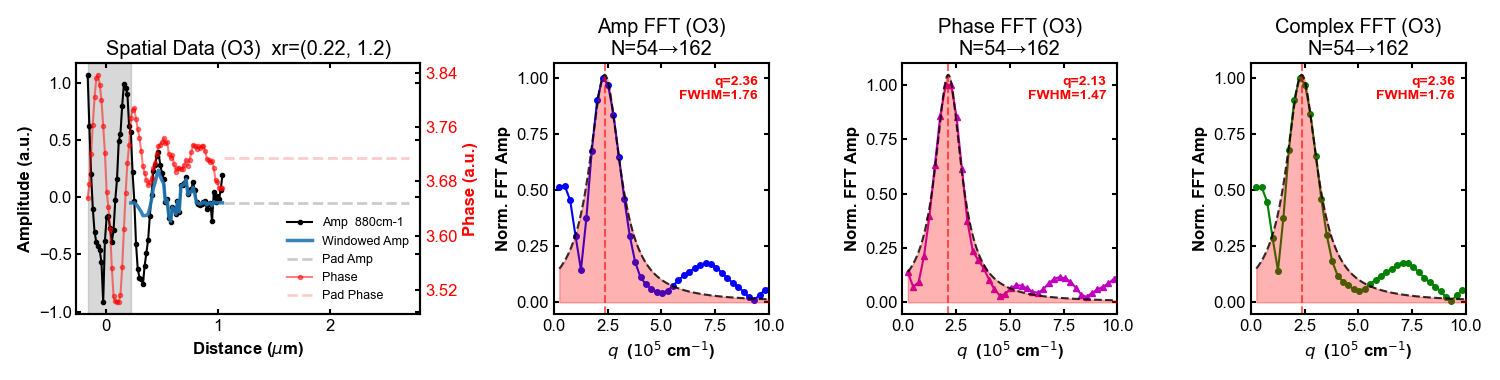 Spatial Data (O3)  xr=(0.22, 1.2)
1.0
0.5
0.0
−0.5
−1.0
Amplitude (a.u.)
0
1
2
Distance (μm)
3.84
3.76
3.68
3.60
3.52
Phase (a.u.)
Amp  880cm-1
Windowed Amp
Pad Amp
Phase
Pad Phase
Amp FFT (O3)
N=54→162
q=2.36
FWHM=1.76
1.00
0.75
0.50
0.25
0.00
Norm. FFT Amp
0.0
2.5
5.0
7.5
10.0
q  (10⁵ cm⁻¹)
Phase FFT (O3)
N=54→162
q=2.13
FWHM=1.47
1.00
0.75
0.50
0.25
0.00
Norm. FFT Amp
0.0
2.5
5.0
7.5
10.0
q  (10⁵ cm⁻¹)
Complex FFT (O3)
N=54→162
q=2.36
FWHM=1.76
1.00
0.75
0.50
0.25
0.00
Norm. FFT Amp
0.0
2.5
5.0
7.5
10.0
q  (10⁵ cm⁻¹)